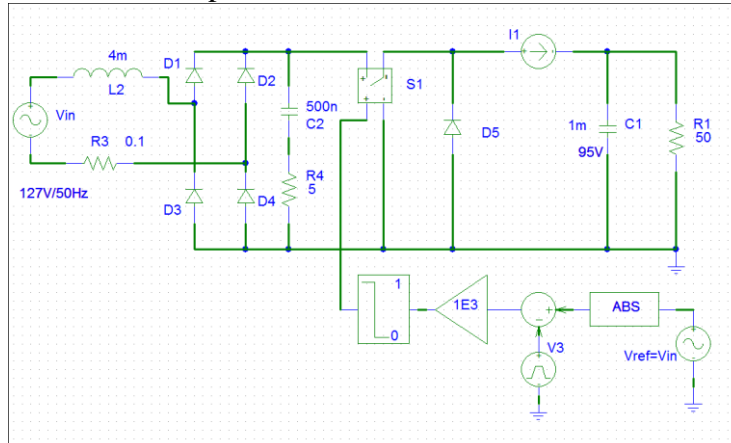 4m
L2
D1
D2
I1
Vin
S1
500n
C2
R3 0.1
D5
1m
C1
95V
R1
50
R4
5
127V/50Hz
D3
D4
1
0
1E3
+
-
V3
ABS
Vref=Vin